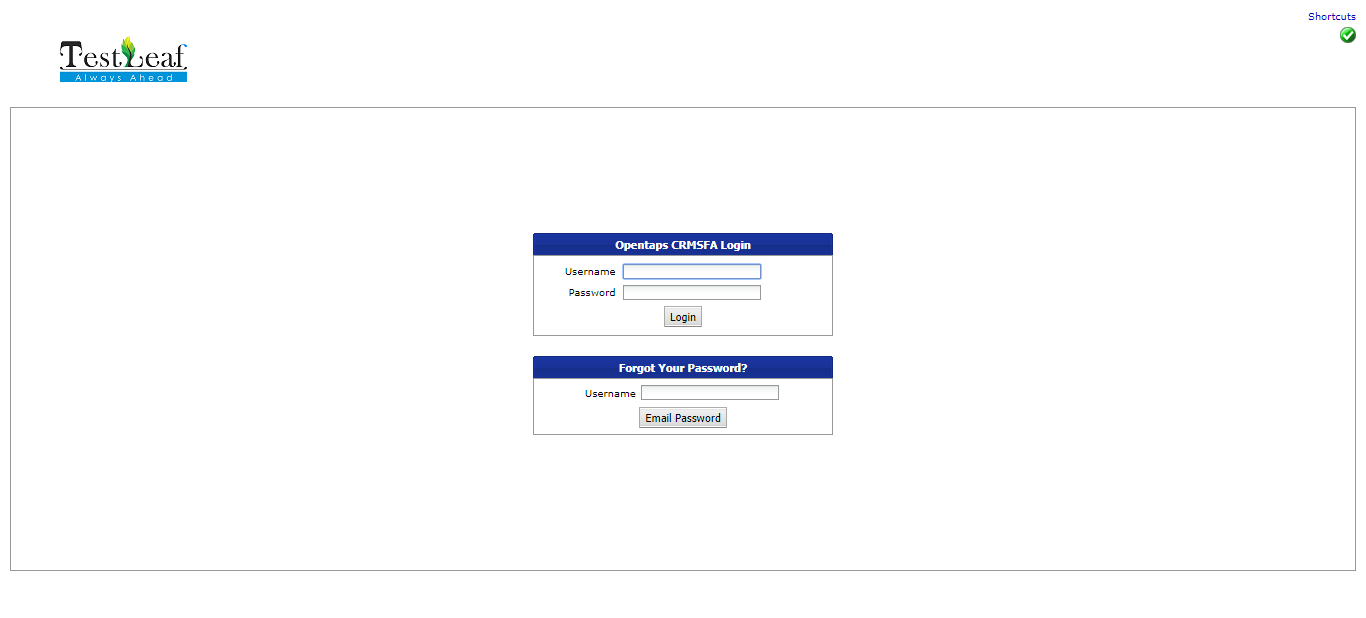 Shortcuts
TestLeaf
Always Ahead
Opentaps CRMSFA Login
Username
Password
Login
Forgot Your Password?
Username
Email Password